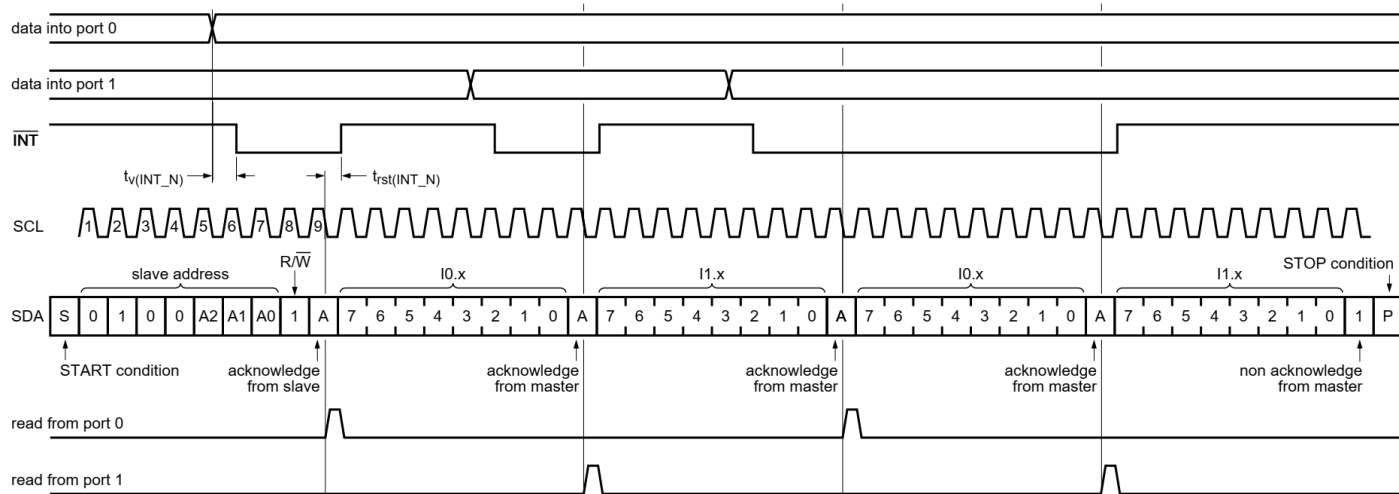 data into port 0
data into port 1
INT
tv(INT_N)
trst(INT_N)
SCL
1 2 3 4 5 6 7 8 9
R/W
slave address
I0.x
I1.x
I0.x
I1.x
STOP condition
SDA S 0 1 0 0 A2 A1 A0 1 A 7 6 5 4 3 2 1 0 A 7 6 5 4 3 2 1 0 A 7 6 5 4 3 2 1 0 A 7 6 5 4 3 2 1 0 1 P
START condition
acknowledge
from slave
acknowledge
from master
acknowledge
from master
acknowledge
from master
non acknowledge
from master
read from port 0
read from port 1